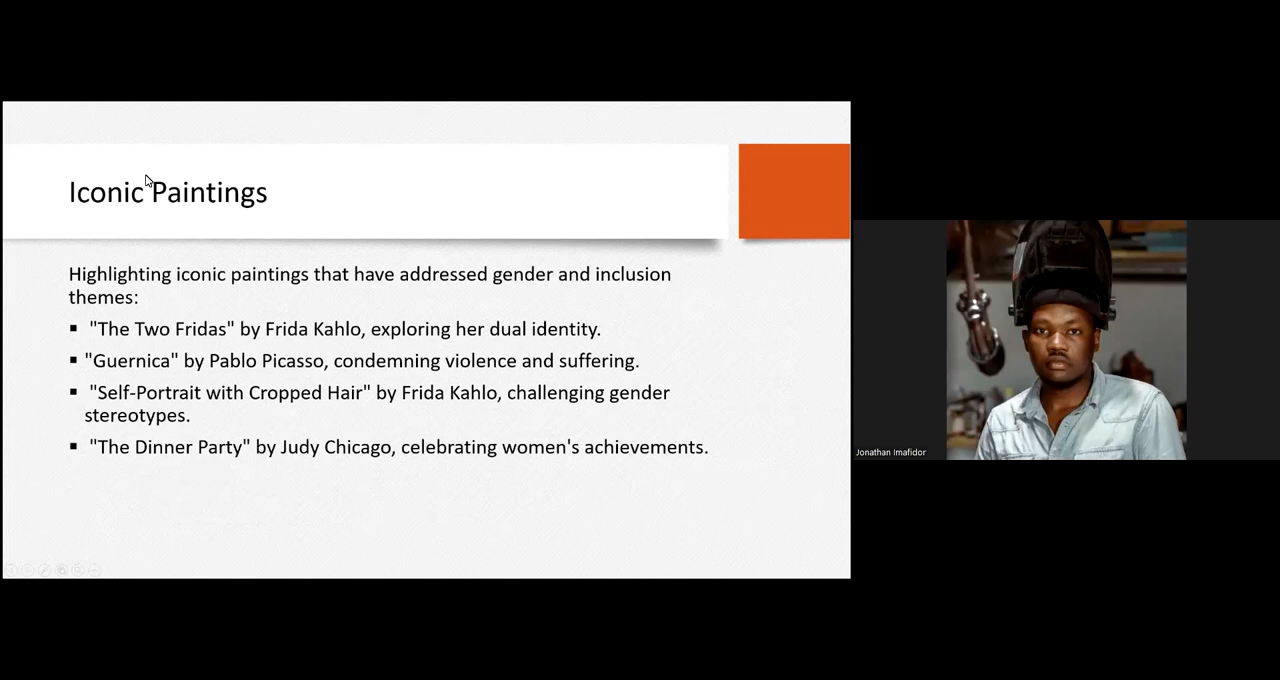 Iconic Paintings
Highlighting iconic paintings that have addressed gender and inclusion
themes:
▪ "The Two Fridas" by Frida Kahlo, exploring her dual identity.
▪ "Guernica" by Pablo Picasso, condemning violence and suffering.
▪ "Self-Portrait with Cropped Hair" by Frida Kahlo, challenging gender
stereotypes.
▪ "The Dinner Party" by Judy Chicago, celebrating women's achievements.
Jonathan Imafidor